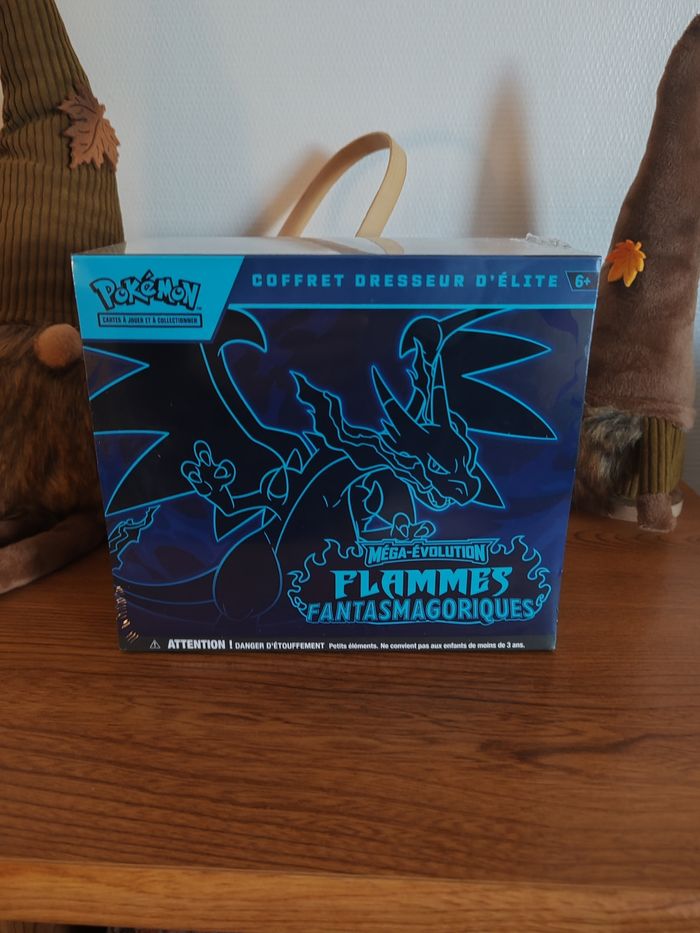 POKéMON
CARTES À JOUER ET À COLLECTIONNER
COFFRET DRESSEUR D'ÉLITE
6+
MÉGA-ÉVOLUTION
FLAMMES
FANTASMAGORIQUES
⚠ ATTENTION ! DANGER D'ÉTOUFFEMENT Petits éléments. Ne convient pas aux enfants de moins de 3 ans.